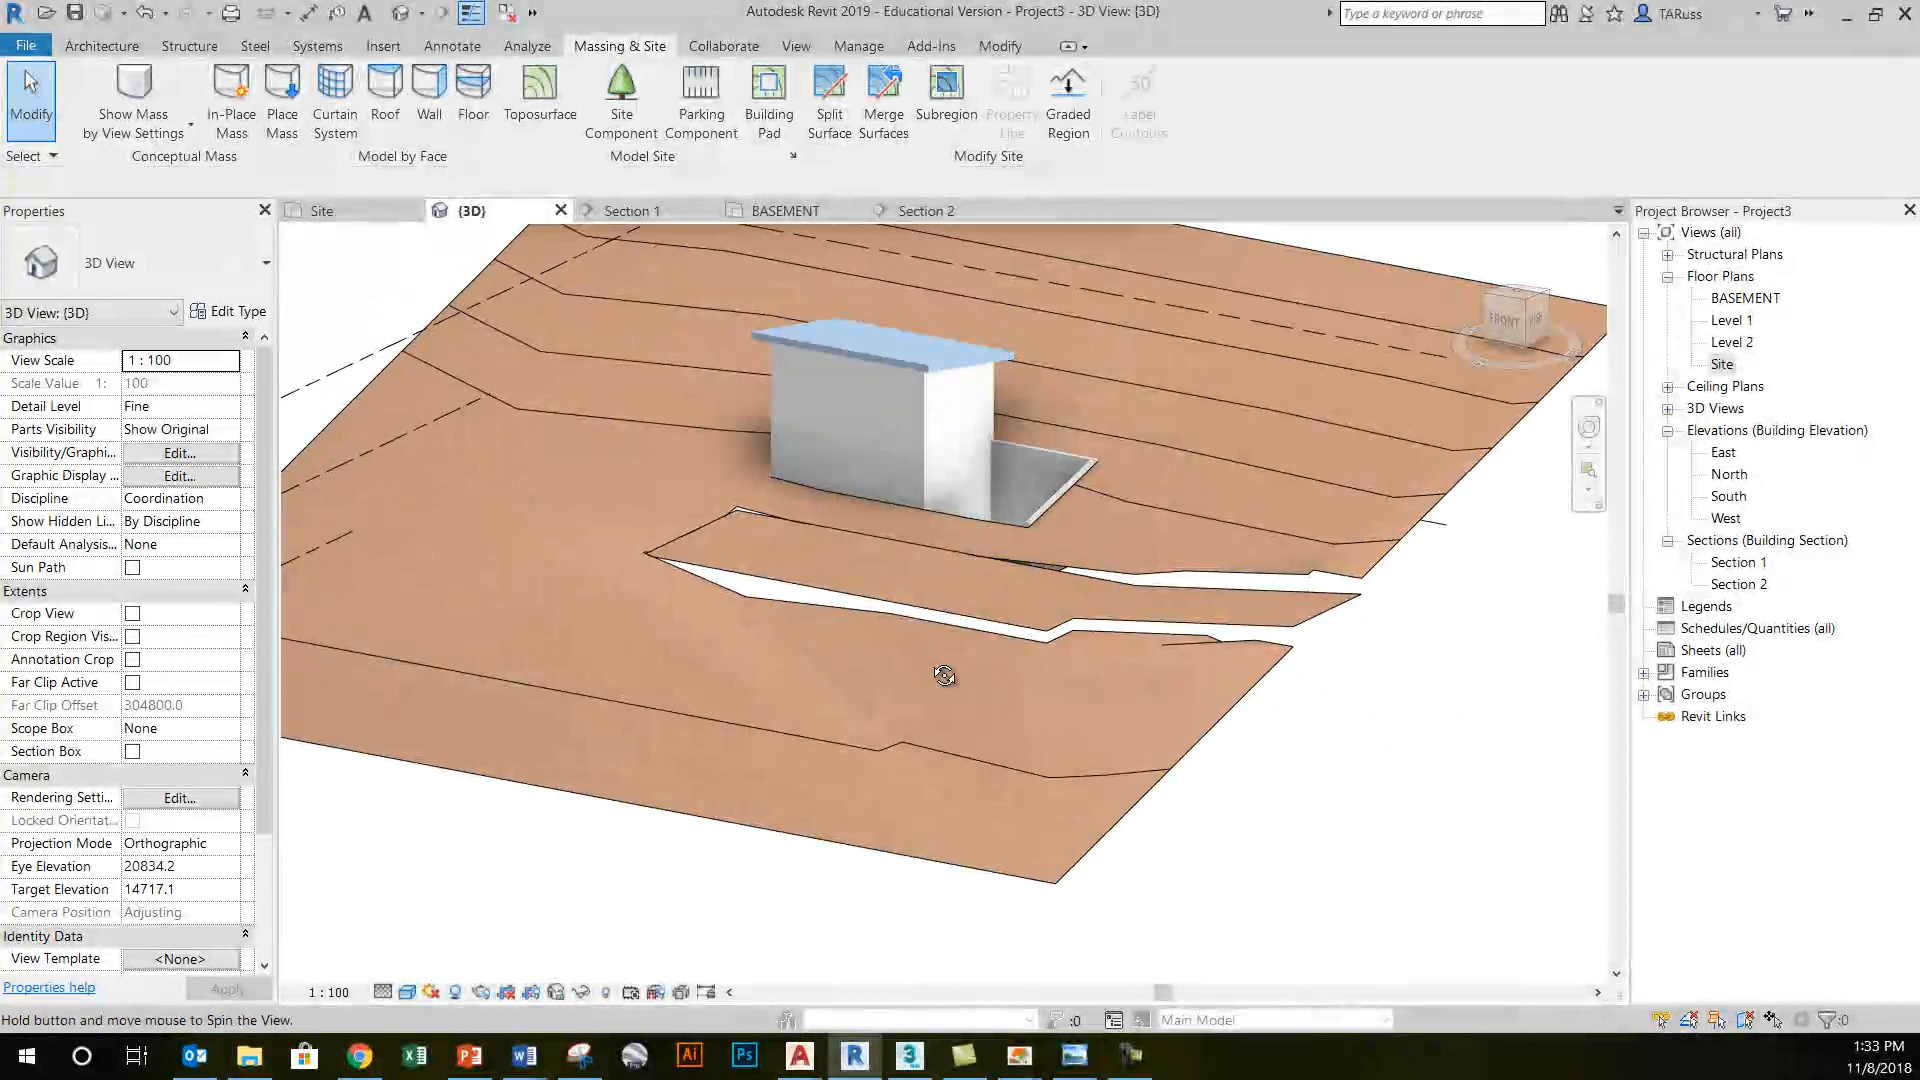 Autodesk Revit 2019 - Educational Version - Project3 - 3D View: {3D}
Type a keyword or phrase
TARuss
File
Architecture
Structure
Steel
Systems
Insert
Annotate
Analyze
Massing & Site
Collaborate
View
Manage
Add-Ins
Modify
Modify
Show Mass
by View Settings
In-Place
Mass
Place
Mass
Curtain
System
Roof
Wall
Floor
Toposurface
Site
Component
Parking
Component
Building
Pad
Split
Surface
Merge
Surfaces
Subregion
Property
Line
Graded
Region
50
Label
Contours
Select
Conceptual Mass
Model by Face
Model Site
Modify Site
Properties
Site
{3D}
Section 1
BASEMENT
Section 2
Project Browser - Project3
3D View
3D View: {3D}
Edit Type
Graphics
View Scale
1 : 100
Scale Value 1:
100
Detail Level
Fine
Parts Visibility
Show Original
Visibility/Graphi...
Edit...
Graphic Display ...
Edit...
Discipline
Coordination
Show Hidden Li...
By Discipline
Default Analysis...
None
Sun Path
Extents
Crop View
Crop Region Vis...
Annotation Crop
Far Clip Active
Far Clip Offset
304800.0
Scope Box
None
Section Box
Camera
Rendering Setti...
Edit...
Locked Orientat...
Projection Mode
Orthographic
Eye Elevation
20834.2
Target Elevation
14717.1
Camera Position
Adjusting
Identity Data
View Template
<None>
Properties help
Apply
FRONT
Views (all)
Structural Plans
Floor Plans
BASEMENT
Level 1
Level 2
Site
Ceiling Plans
3D Views
Elevations (Building Elevation)
East
North
South
West
Sections (Building Section)
Section 1
Section 2
Legends
Schedules/Quantities (all)
Sheets (all)
Families
Groups
Revit Links
1 : 100
Hold button and move mouse to Spin the View.
:0
Main Model
:0
1:33 PM
11/8/2018